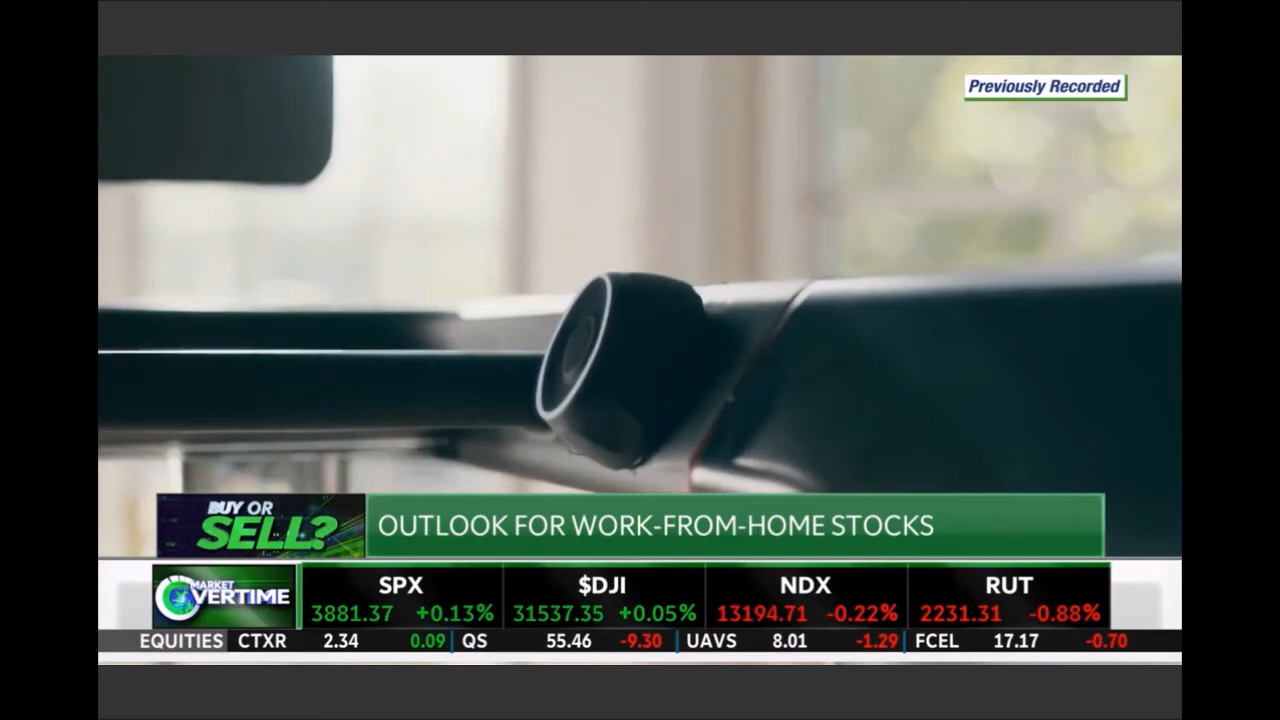 Previously Recorded
BUY OR
SELL?
OUTLOOK FOR WORK-FROM-HOME STOCKS
MARKET
OVERTIME
SPX
3881.37 +0.13%
$DJI
31537.35 +0.05%
NDX
13194.71 -0.22%
RUT
2231.31 -0.88%
EQUITIES CTXR 2.34 0.09 QS 55.46 -9.30 UAVS 8.01 -1.29 FCEL 17.17 -0.70